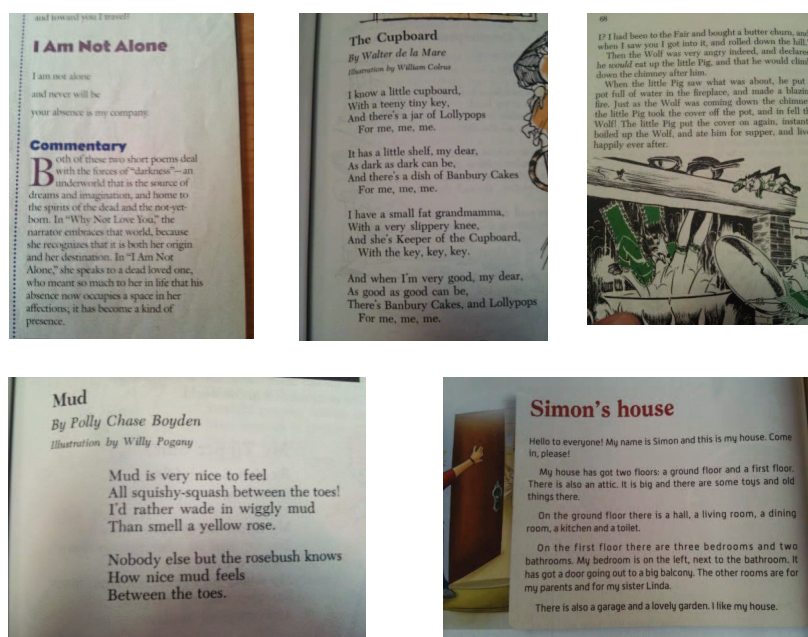 and toward you I travel?
I Am Not Alone
I am not alone
and never will be
your absence is my company.
Commentary
Both of these two short poems deal
with the forces of "darkness"—an
underworld that is the source of
dreams and imagination, and home to
the spirits of the dead and the not-yet-
born. In "Why Not Love You," the
narrator embraces that world, because
she recognizes that it is both her origin
and her destination. In "I Am Not
Alone," she speaks to a dead loved one,
who meant so much to her in life that his
absence now occupies a space in her
affections; it has become a kind of
presence.
The Cupboard
By Walter de la Mare
Illustration by William Colrus
I know a little cupboard,
With a teeny tiny key,
And there's a jar of Lollypops
For me, me, me.
It has a little shelf, my dear,
As dark as dark can be,
And there's a dish of Banbury Cakes
For me, me, me.
I have a small fat grandmamma,
With a very slippery knee,
And she's Keeper of the Cupboard,
With the key, key, key.
And when I'm very good, my dear,
As good as good can be,
There's Banbury Cakes, and Lollypops
For me, me, me.
68
I? I had been to the Fair and bought a butter churn, and
when I saw you I got into it, and rolled down the hill.
Then the Wolf was very angry indeed, and declared
he would eat up the little Pig, and that he would climb
down the chimney after him.
When the little Pig saw what was about, he put
pot full of water in the fireplace, and made a blazing
fire. Just as the Wolf was coming down the chimney
the little Pig took the cover off the pot, and in fell the
Wolf! The little Pig put the cover on again, instantly
boiled up the Wolf, and ate him for supper, and lived
happily ever after.
Mud
By Polly Chase Boyden
Illustration by Willy Pogany
Mud is very nice to feel
All squishy-squash between the toes!
I'd rather wade in wiggly mud
Than smell a yellow rose.
Nobody else but the rosebush knows
How nice mud feels
Between the toes.
Simon's house
Hello to everyone! My name is Simon and this is my house. Come
in, please!
My house has got two floors: a ground floor and a first floor.
There is also an attic. It is big and there are some toys and old
things there.
On the ground floor there is a hall, a living room, a dining
room, a kitchen and a toilet.
On the first floor there are three bedrooms and two
bathrooms. My bedroom is on the left, next to the bathroom. It
has got a door going out to a big balcony. The other rooms are for
my parents and for my sister Linda.
There is also a garage and a lovely garden. I like my house.